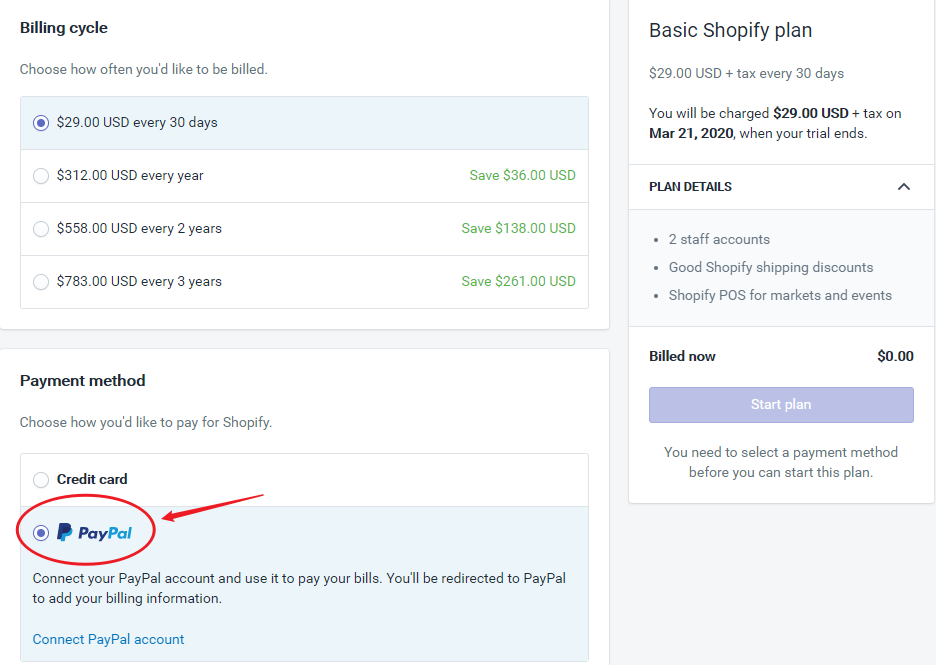 Billing cycle
Choose how often you'd like to be billed.
$29.00 USD every 30 days
$312.00 USD every year Save $36.00 USD
$558.00 USD every 2 years Save $138.00 USD
$783.00 USD every 3 years Save $261.00 USD
Payment method
Choose how you'd like to pay for Shopify.
Credit card
PayPal
Connect your PayPal account and use it to pay your bills. You'll be redirected to PayPal
to add your billing information.
Connect PayPal account
Basic Shopify plan
$29.00 USD + tax every 30 days
You will be charged $29.00 USD + tax on
Mar 21, 2020, when your trial ends.
PLAN DETAILS
• 2 staff accounts
• Good Shopify shipping discounts
• Shopify POS for markets and events
Billed now $0.00
Start plan
You need to select a payment method
before you can start this plan.